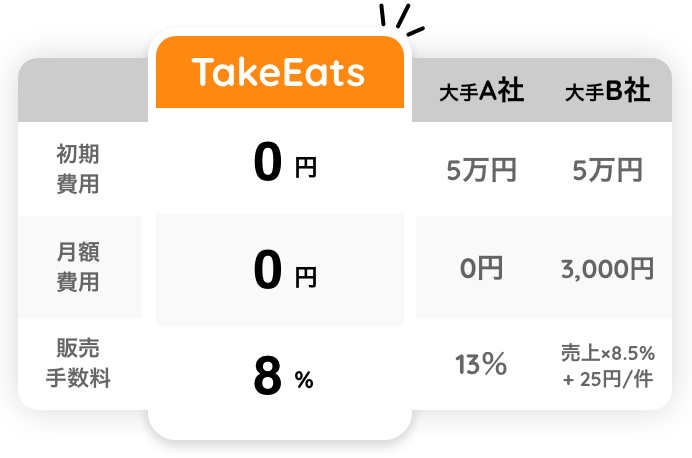 TakeEats 大手A社 大手B社
初期
費用
0 円 5万円 5万円
月額
費用
0 円 0円 3,000円
販売
手数料
8 % 13% 売上×8.5%
+ 25円/件